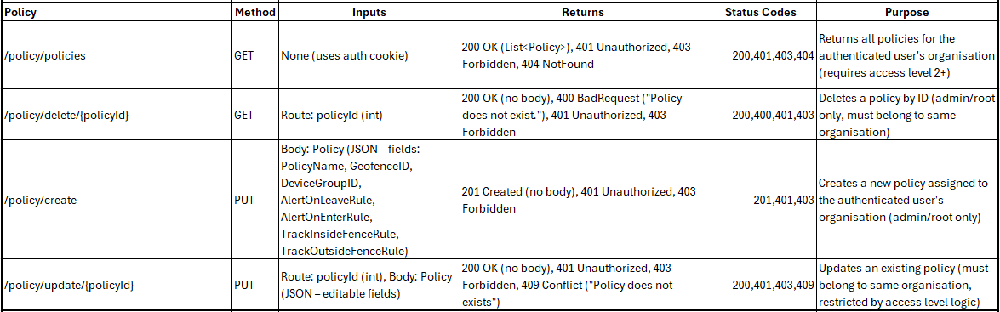 Policy Method Inputs Returns Status Codes Purpose
/policy/policies GET None (uses auth cookie)
200 OK (List<Policy>), 401 Unauthorized, 403
Forbidden, 404 NotFound
200,401,403,404
Returns all policies for the
authenticated user's organisation
(requires access level 2+)
/policy/delete/{policyId} GET Route: policyId (int)
200 OK (no body), 400 BadRequest ("Policy
does not exist."), 401 Unauthorized, 403
Forbidden
200,400,401,403
Deletes a policy by ID (admin/root
only, must belong to same
organisation)
/policy/create PUT
Body: Policy (JSON – fields:
PolicyName, GeofenceID,
DeviceGroupID,
AlertOnLeaveRule,
AlertOnEnterRule,
TrackInsideFenceRule,
TrackOutsideFenceRule)
201 Created (no body), 401 Unauthorized, 403
Forbidden
201,401,403
Creates a new policy assigned to
the authenticated user's
organisation (admin/root only)
/policy/update/{policyId} PUT
Route: policyId (int), Body: Policy
(JSON – editable fields)
200 OK (no body), 401 Unauthorized, 403
Forbidden, 409 Conflict ("Policy does not
exists")
200,401,403,409
Updates an existing policy (must
belong to same organisation,
restricted by access level logic)